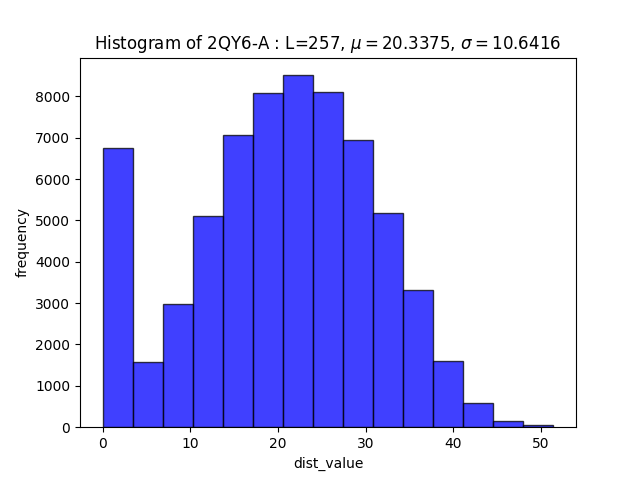 Histogram of 2QY6-A : L=257, μ = 20.3375, σ = 10.6416
8000
7000
6000
5000
4000
3000
2000
1000
0
frequency
0 10 20 30 40 50
dist_value